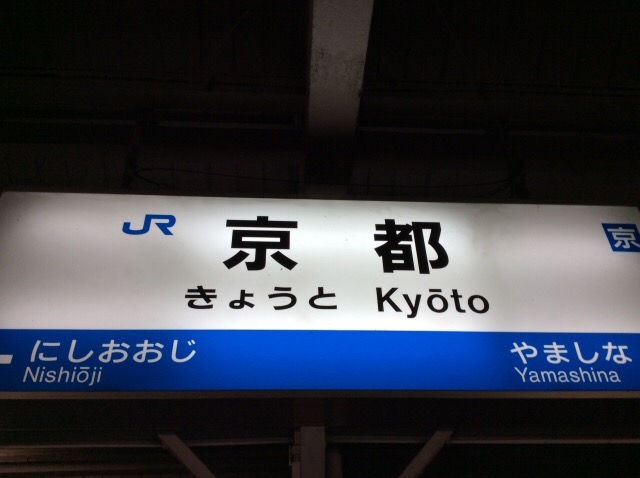 JR 京都 京
きょうと Kyōto
にしおおじ やましな
Nishiōji Yamashina